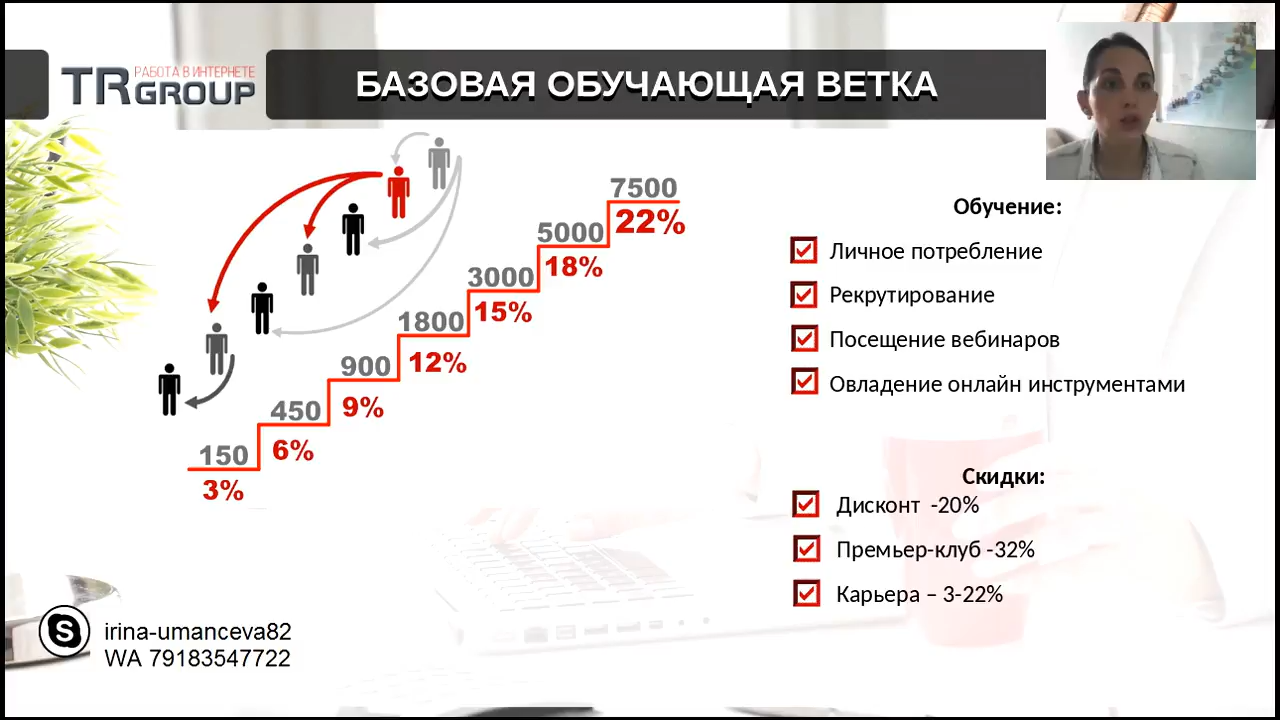 РАБОТА В ИНТЕРНЕТЕ
TR GROUP
БАЗОВАЯ ОБУЧАЮЩАЯ ВЕТКА
7500
22%
5000
18%
3000
15%
1800
12%
900
9%
450
6%
150
3%
Обучение:
Личное потребление
Рекрутирование
Посещение вебинаров
Овладение онлайн инструментами
Скидки:
Дисконт -20%
Премьер-клуб -32%
Карьера – 3-22%
irina-umanceva82
WA 79183547722